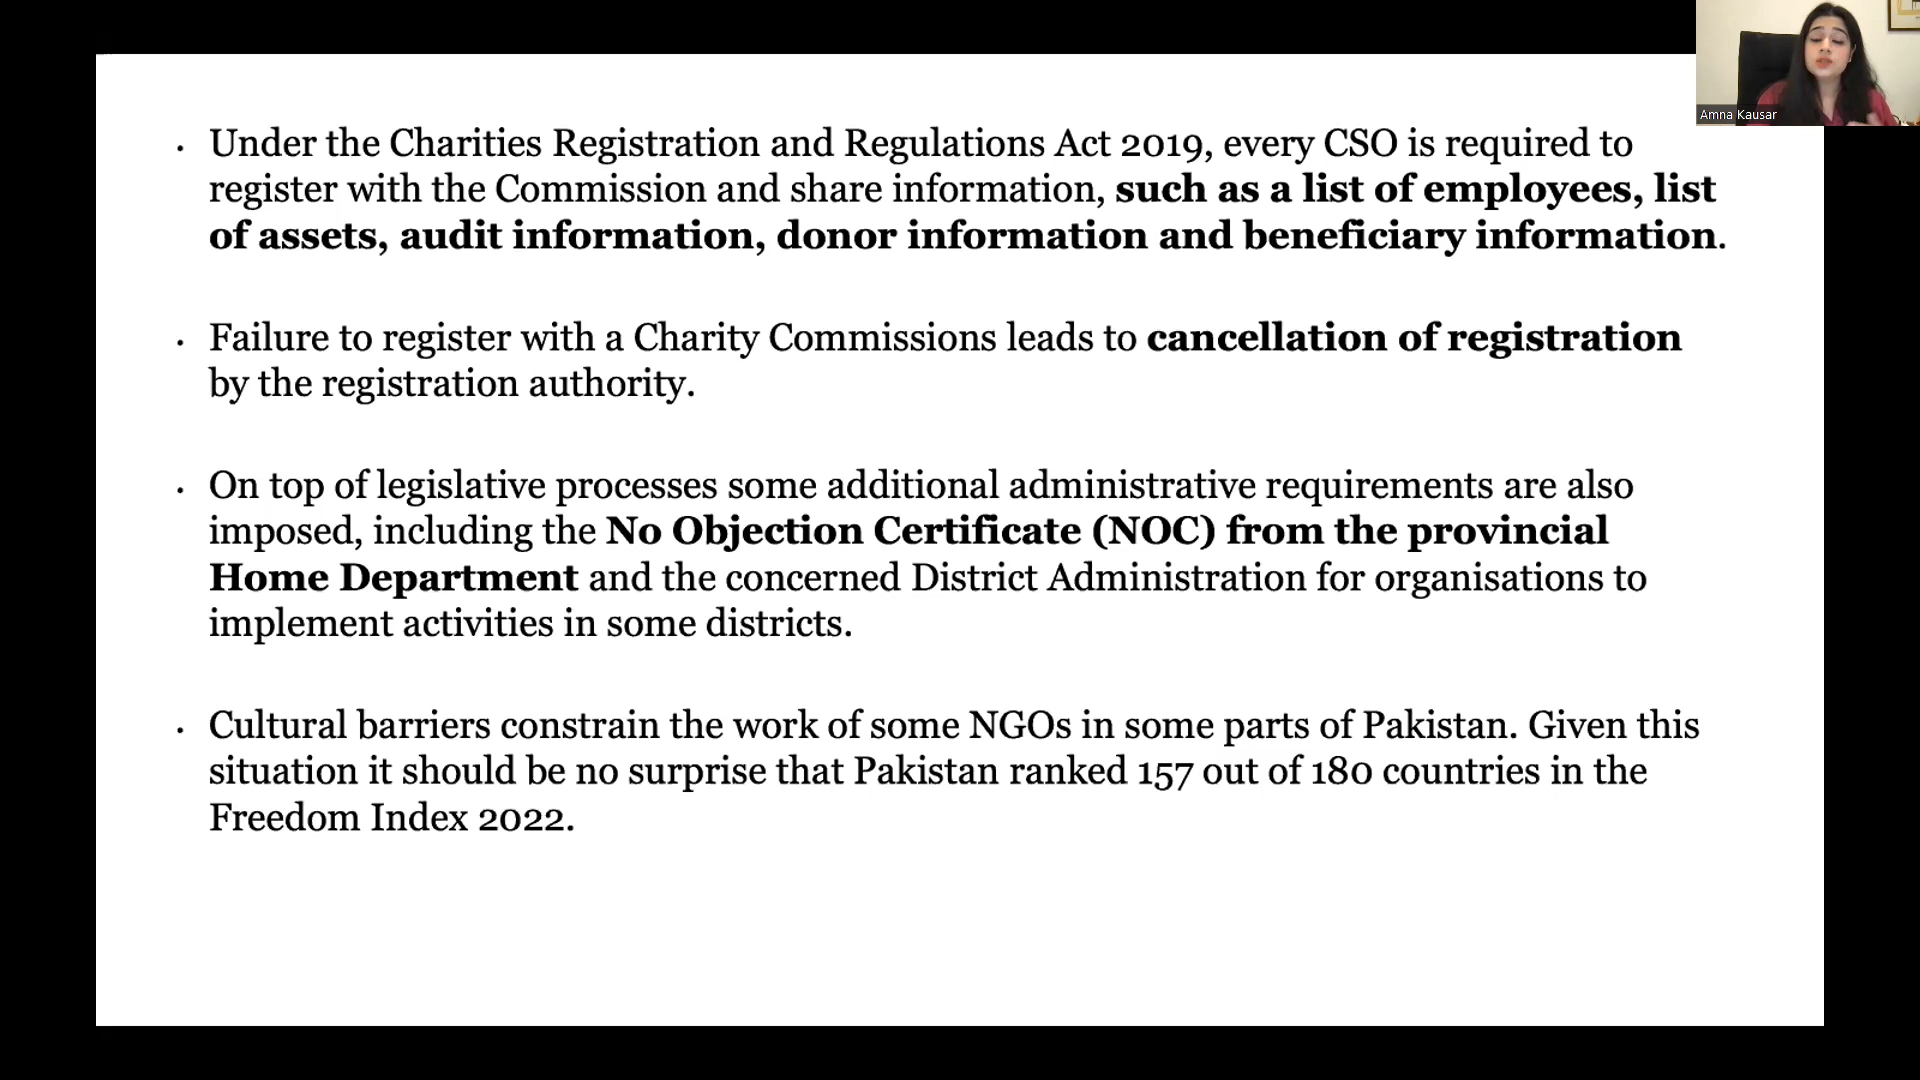 Amna Kausar
· Under the Charities Registration and Regulations Act 2019, every CSO is required to
register with the Commission and share information, such as a list of employees, list
of assets, audit information, donor information and beneficiary information.
· Failure to register with a Charity Commissions leads to cancellation of registration
by the registration authority.
· On top of legislative processes some additional administrative requirements are also
imposed, including the No Objection Certificate (NOC) from the provincial
Home Department and the concerned District Administration for organisations to
implement activities in some districts.
· Cultural barriers constrain the work of some NGOs in some parts of Pakistan. Given this
situation it should be no surprise that Pakistan ranked 157 out of 180 countries in the
Freedom Index 2022.